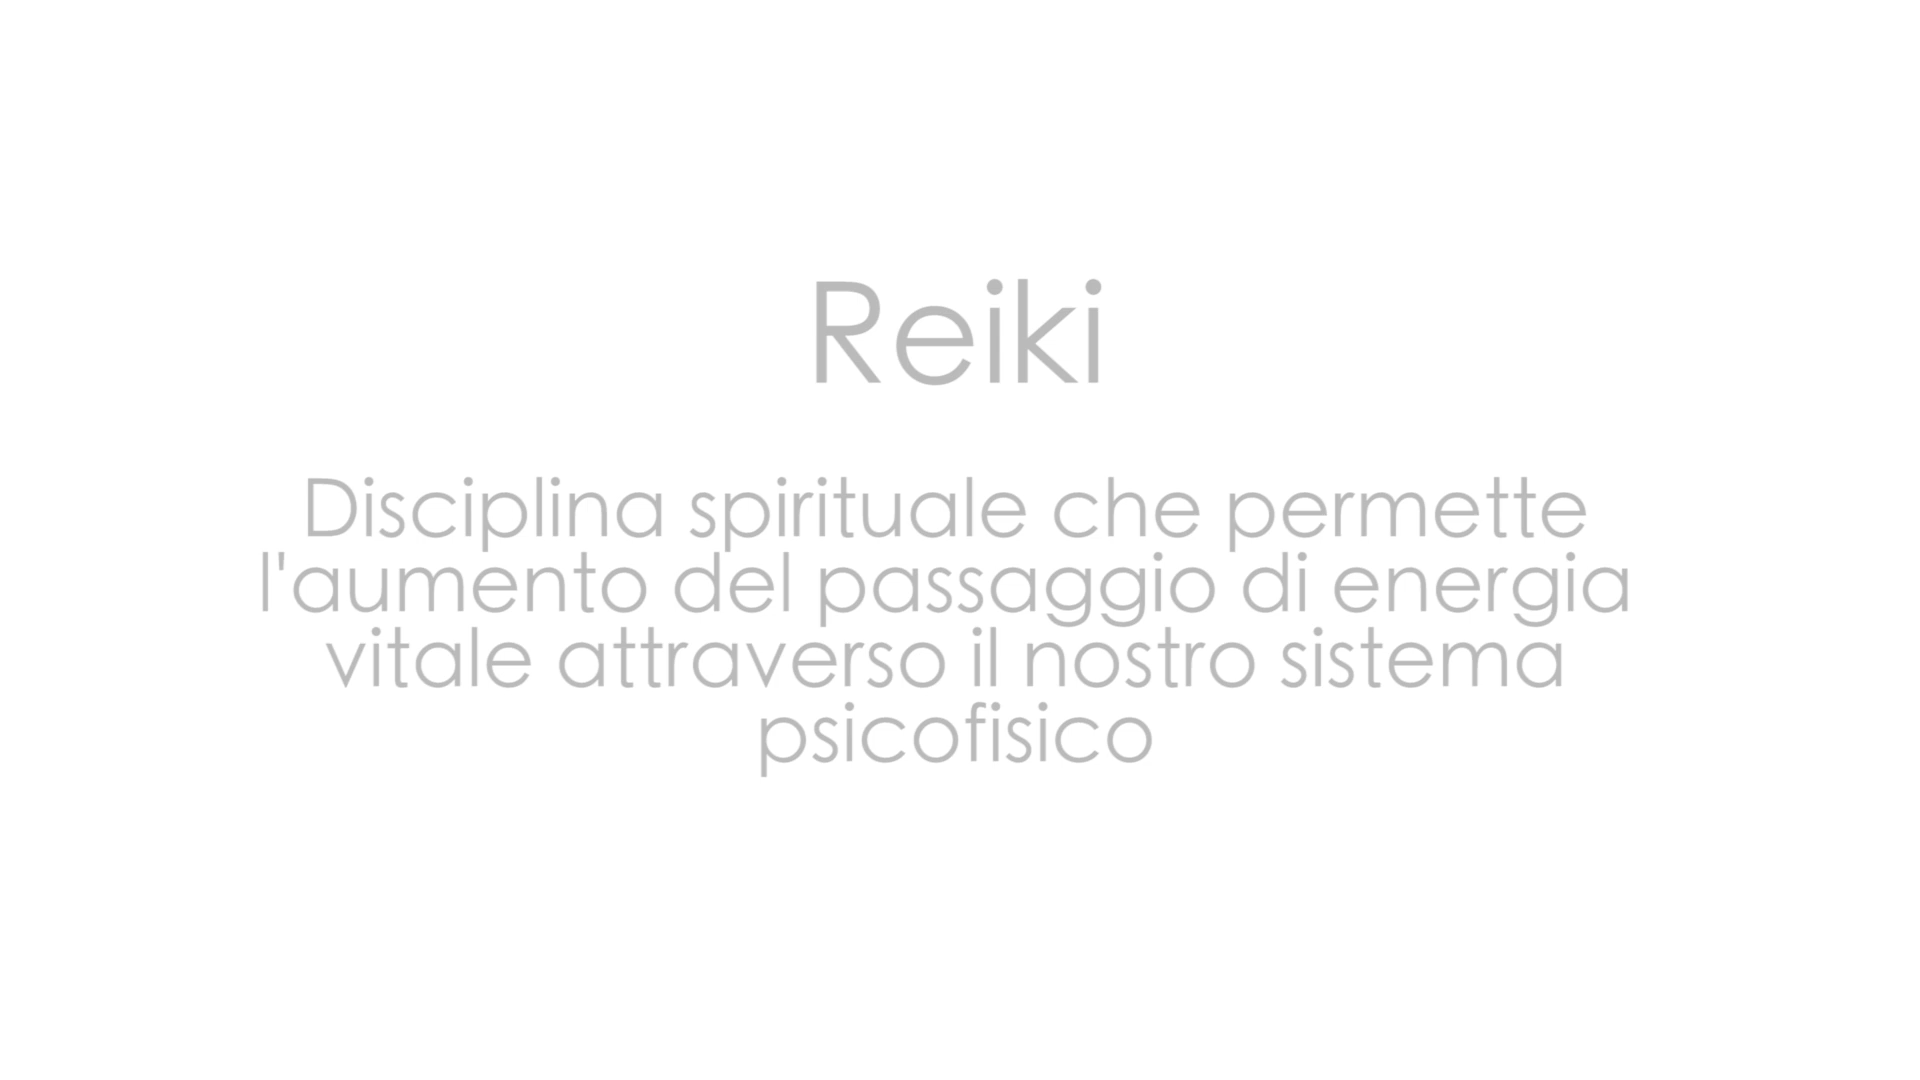 Reiki
Disciplina spirituale che permette
l'aumento del passaggio di energia
vitale attraverso il nostro sistema
psicofisico